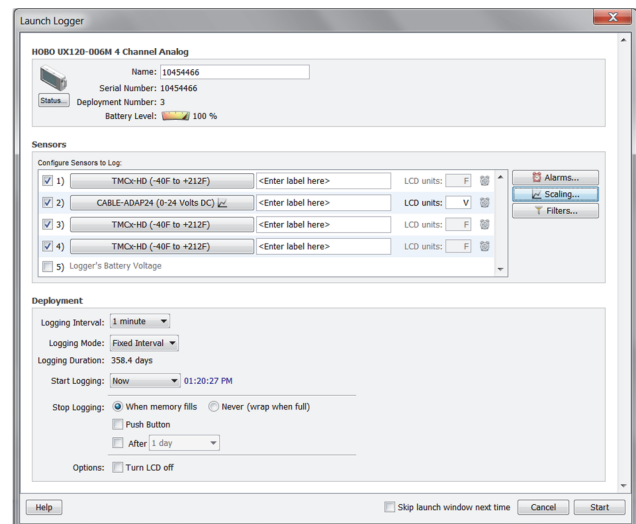 Launch Logger
HOBO UX120-006M 4 Channel Analog
Name: 10454466
Serial Number: 10454466
Status... Deployment Number: 3
Battery Level: 100 %
Sensors
Configure Sensors to Log:
1) TMCx-HD (-40F to +212F) <Enter label here> LCD units: F Alarms...
2) CABLE-ADAP24 (0-24 Volts DC) <Enter label here> LCD units: V Scaling...
3) TMCx-HD (-40F to +212F) <Enter label here> LCD units: F Filters...
4) TMCx-HD (-40F to +212F) <Enter label here> LCD units: F
5) Logger's Battery Voltage
Deployment
Logging Interval: 1 minute
Logging Mode: Fixed Interval
Logging Duration: 358.4 days
Start Logging: Now 01:20:27 PM
Stop Logging: When memory fills Never (wrap when full)
Push Button
After 1 day
Options: Turn LCD off
Help Skip launch window next time Cancel Start